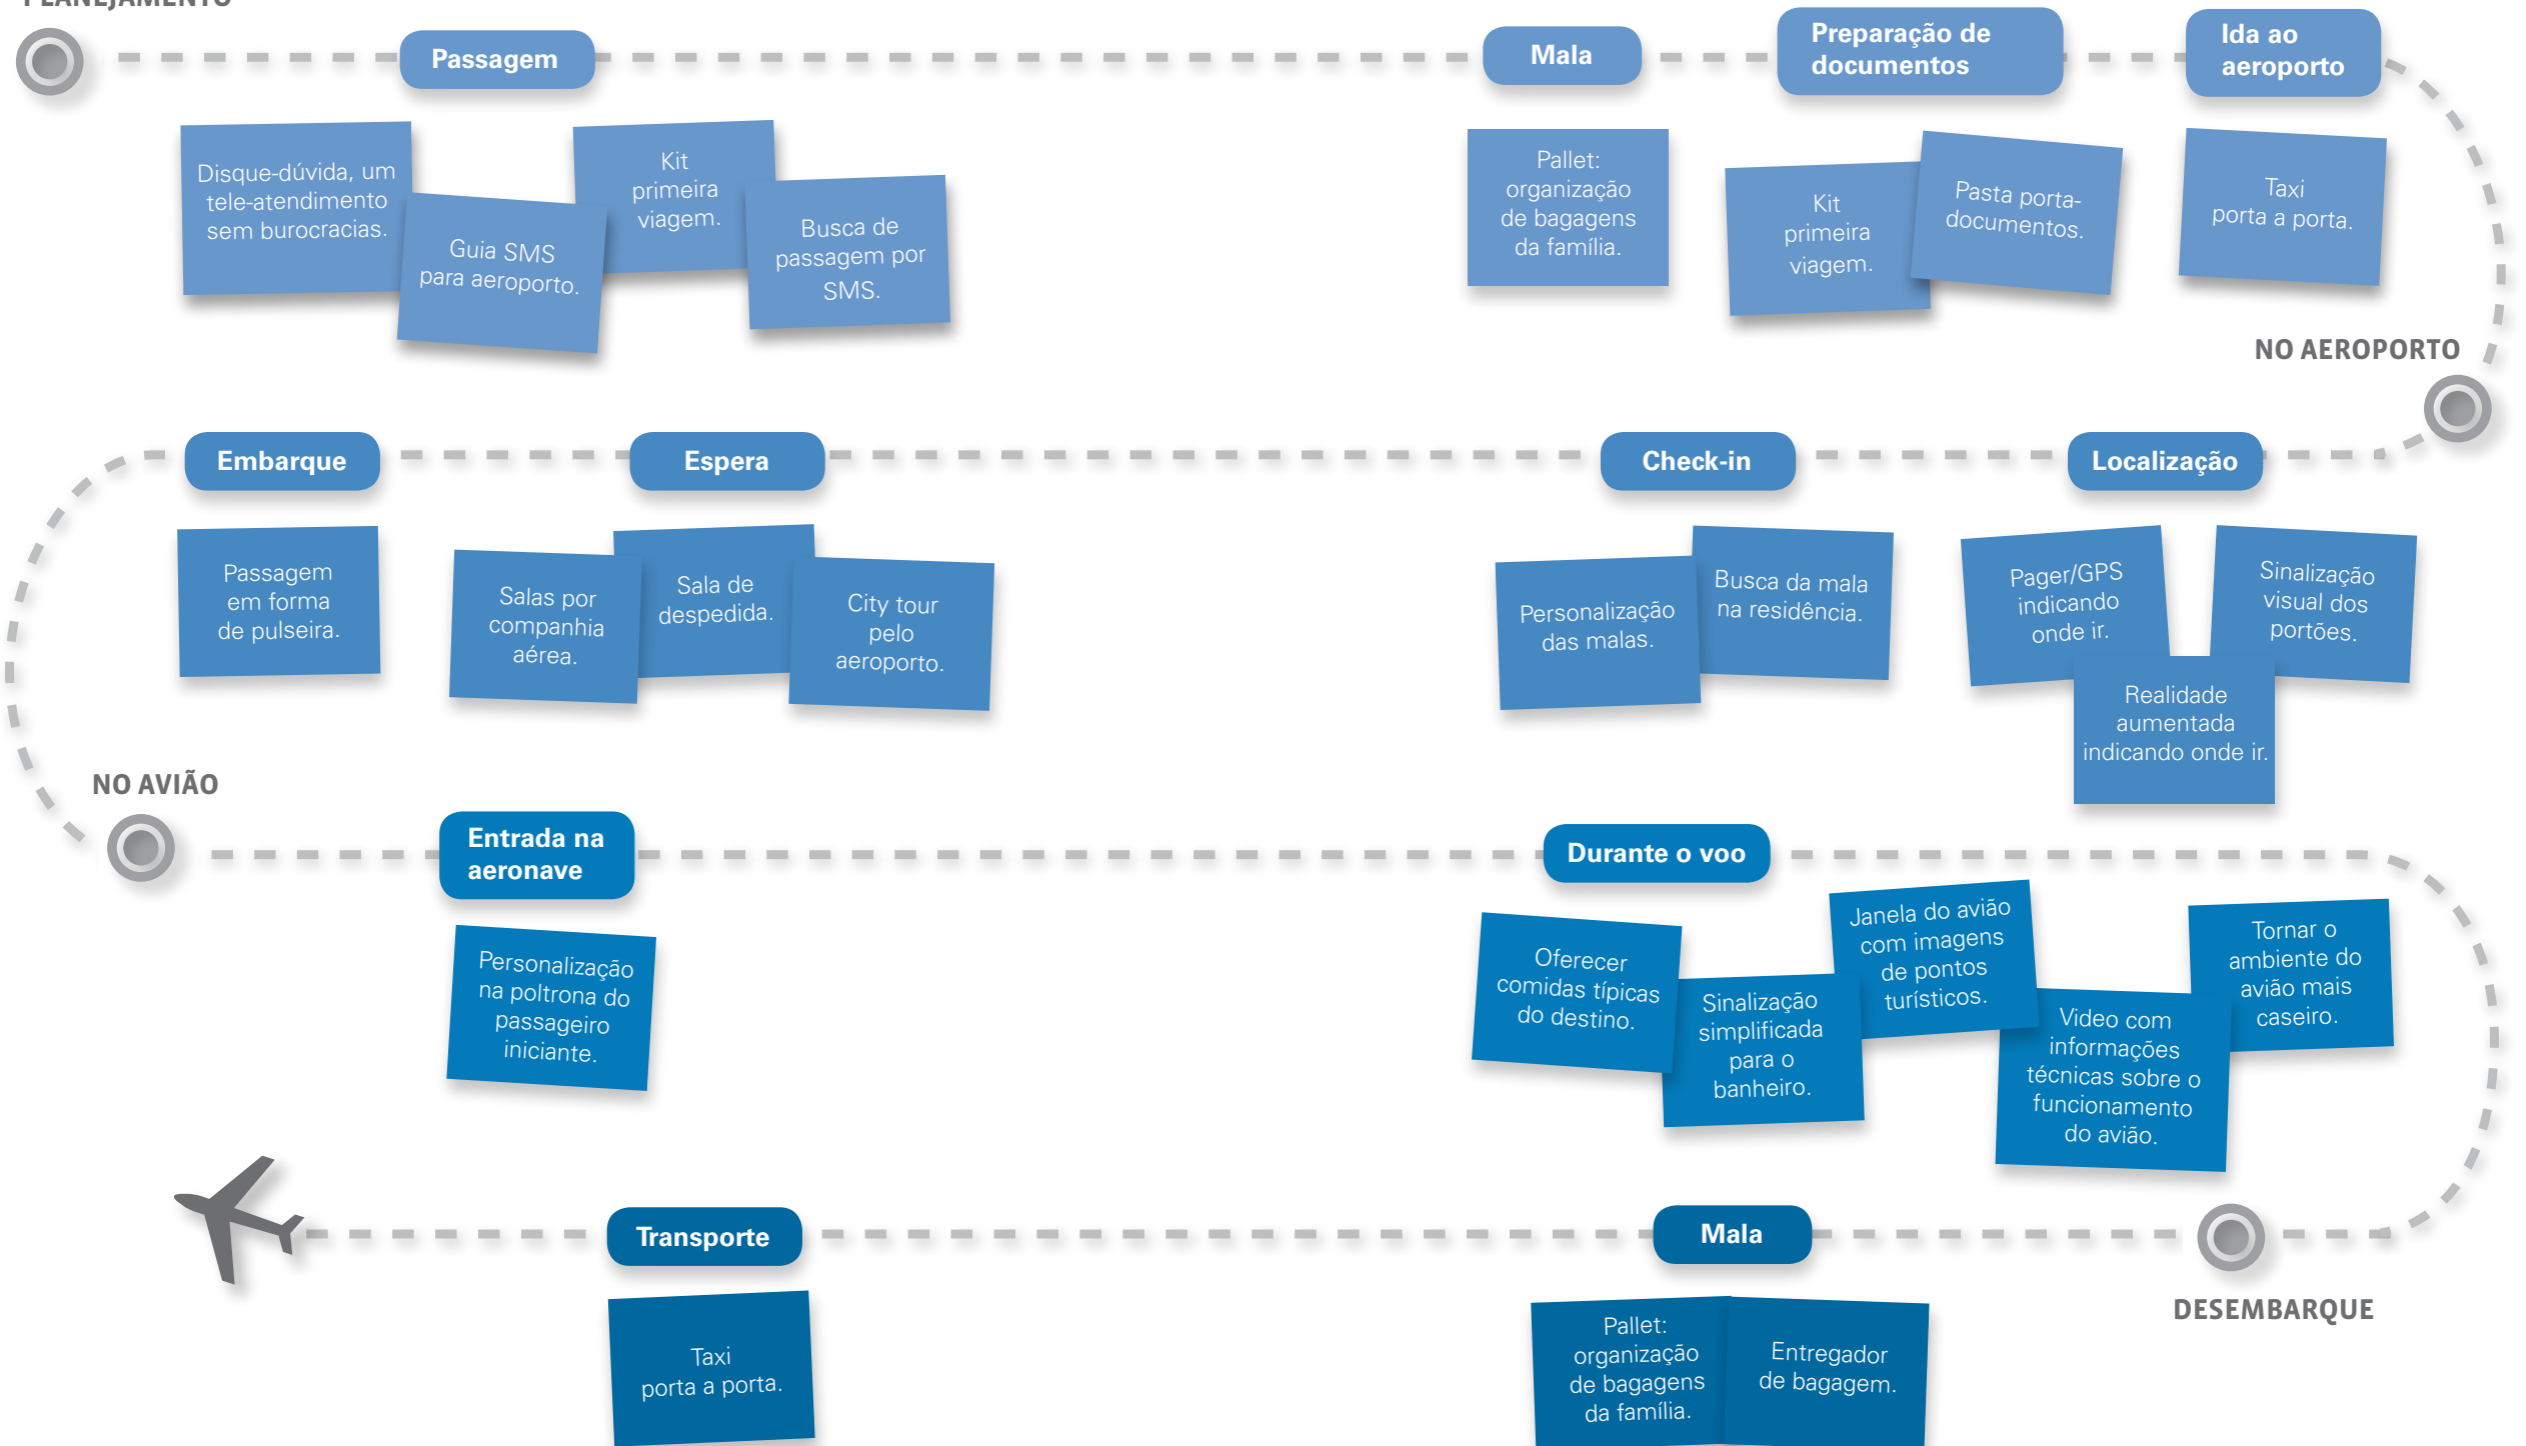 PLANEJAMENTO
Passagem
Disque-dúvida, um
tele-atendimento
sem burocracias.
Guia SMS
para aeroporto.
Kit
primeira
viagem.
Busca de
passagem por
SMS.
Mala
Pallet:
organização
de bagagens
da família.
Preparação de
documentos
Kit
primeira
viagem.
Pasta porta-
documentos.
Ida ao
aeroporto
Taxi
porta a porta.
NO AEROPORTO
Localização
Pager/GPS
indicando
onde ir.
Sinalização
visual dos
portões.
Realidade
aumentada
indicando onde ir.
Check-in
Personalização
das malas.
Busca da mala
na residência.
Espera
Salas por
companhia
aérea.
Sala de
despedida.
City tour
pelo
aeroporto.
Embarque
Passagem
em forma
de pulseira.
NO AVIÃO
Entrada na
aeronave
Personalização
na poltrona do
passageiro
iniciante.
Durante o voo
Oferecer
comidas típicas
do destino.
Sinalização
simplificada
para o
banheiro.
Janela do avião
com imagens
de pontos
turísticos.
Video com
informações
técnicas sobre o
funcionamento
do avião.
Tornar o
ambiente do
avião mais
caseiro.
DESEMBARQUE
Mala
Pallet:
organização
de bagagens
da família.
Entregador
de bagagem.
Transporte
Taxi
porta a porta.